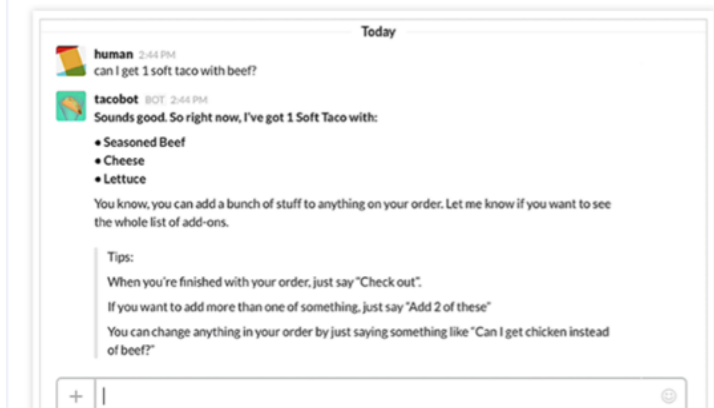 Today
human 2:44 PM
can I get 1 soft taco with beef?
tacobot BOT 2:44 PM
Sounds good. So right now, I've got 1 Soft Taco with:
• Seasoned Beef
• Cheese
• Lettuce
You know, you can add a bunch of stuff to anything on your order. Let me know if you want to see
the whole list of add-ons.
Tips:
When you're finished with your order, just say "Check out".
If you want to add more than one of something, just say "Add 2 of these"
You can change anything in your order by just saying something like "Can I get chicken instead
of beef?"